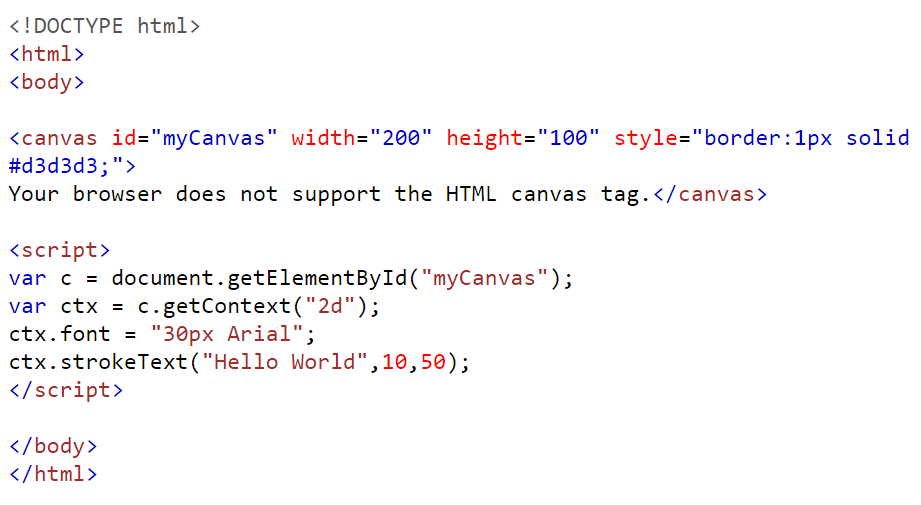 <!DOCTYPE html>
<html>
<body>
<canvas id="myCanvas" width="200" height="100" style="border:1px solid
#d3d3d3;">
Your browser does not support the HTML canvas tag.</canvas>
<script>
var c = document.getElementById("myCanvas");
var ctx = c.getContext("2d");
ctx.font = "30px Arial";
ctx.strokeText("Hello World",10,50);
</script>
</body>
</html>